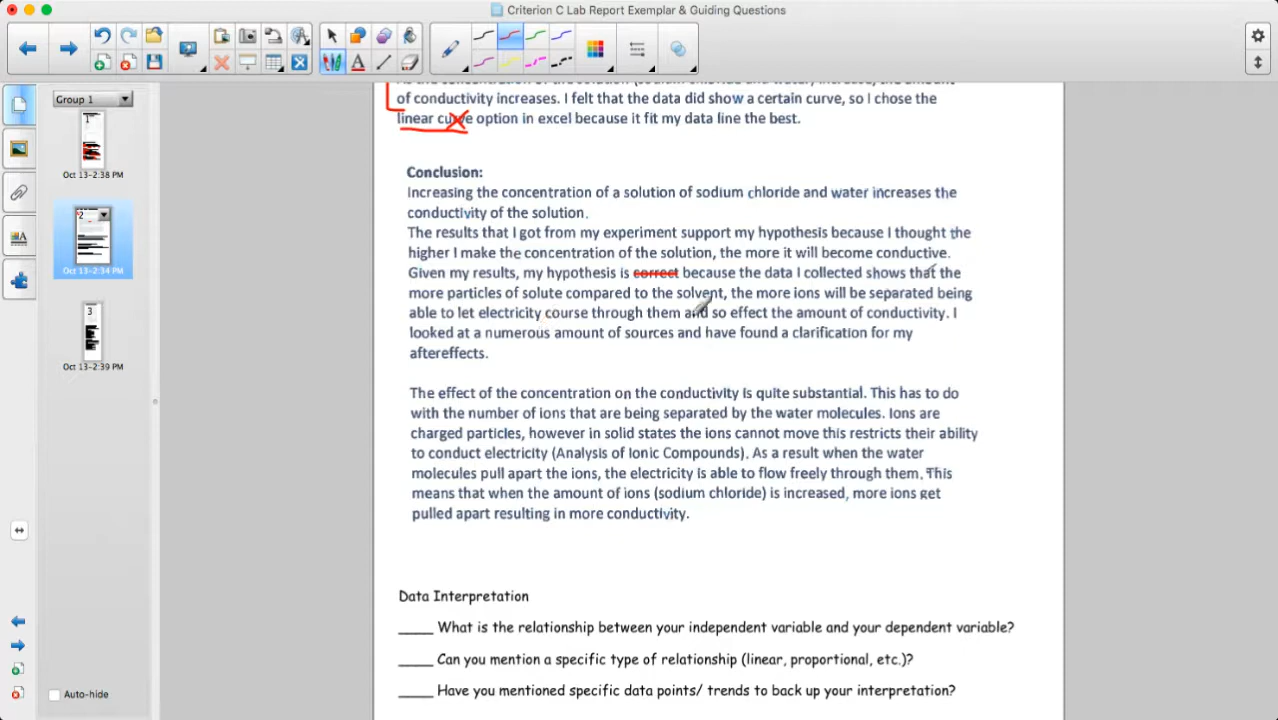 Criterion C Lab Report Exemplar & Guiding Questions
Group 1
1
Oct 13-2:38 PM
2
Oct 13-2:34 PM
3
Oct 13-2:39 PM
Auto-hide
of conductivity increases. I felt that the data did show a certain curve, so I chose the
linear curve option in excel because it fit my data line the best.
Conclusion:
Increasing the concentration of a solution of sodium chloride and water increases the
conductivity of the solution.
The results that I got from my experiment support my hypothesis because I thought the
higher I make the concentration of the solution, the more it will become conductive.
Given my results, my hypothesis is correct because the data I collected shows that the
more particles of solute compared to the solvent, the more ions will be separated being
able to let electricity course through them and so effect the amount of conductivity. I
looked at a numerous amount of sources and have found a clarification for my
aftereffects.
The effect of the concentration on the conductivity is quite substantial. This has to do
with the number of ions that are being separated by the water molecules. Ions are
charged particles, however in solid states the ions cannot move this restricts their ability
to conduct electricity (Analysis of Ionic Compounds). As a result when the water
molecules pull apart the ions, the electricity is able to flow freely through them. This
means that when the amount of ions (sodium chloride) is increased, more ions get
pulled apart resulting in more conductivity.
Data Interpretation
____ What is the relationship between your independent variable and your dependent variable?
____ Can you mention a specific type of relationship (linear, proportional, etc.)?
____ Have you mentioned specific data points/ trends to back up your interpretation?